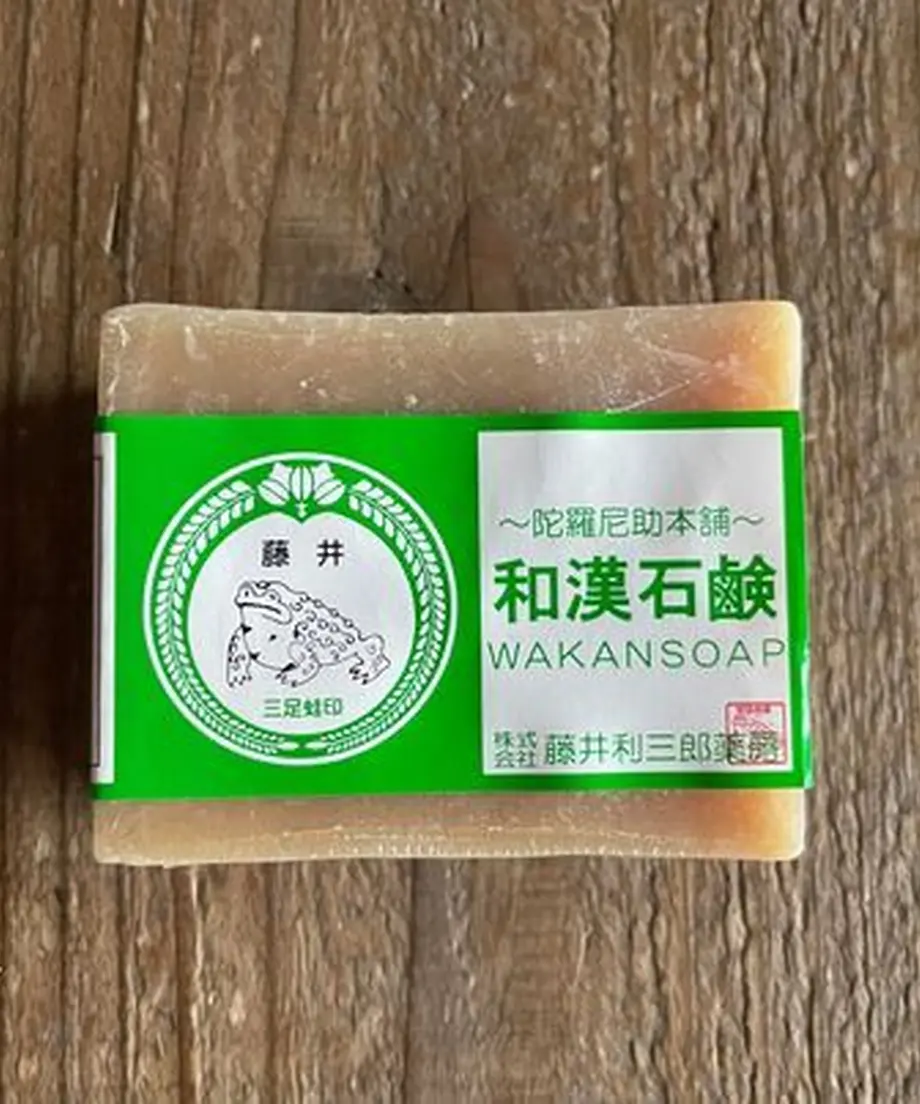 藤井
三足蛙印
〜陀羅尼助本舗〜
和漢石鹸
WAKANSOAP
株式会社 藤井利三郎薬房